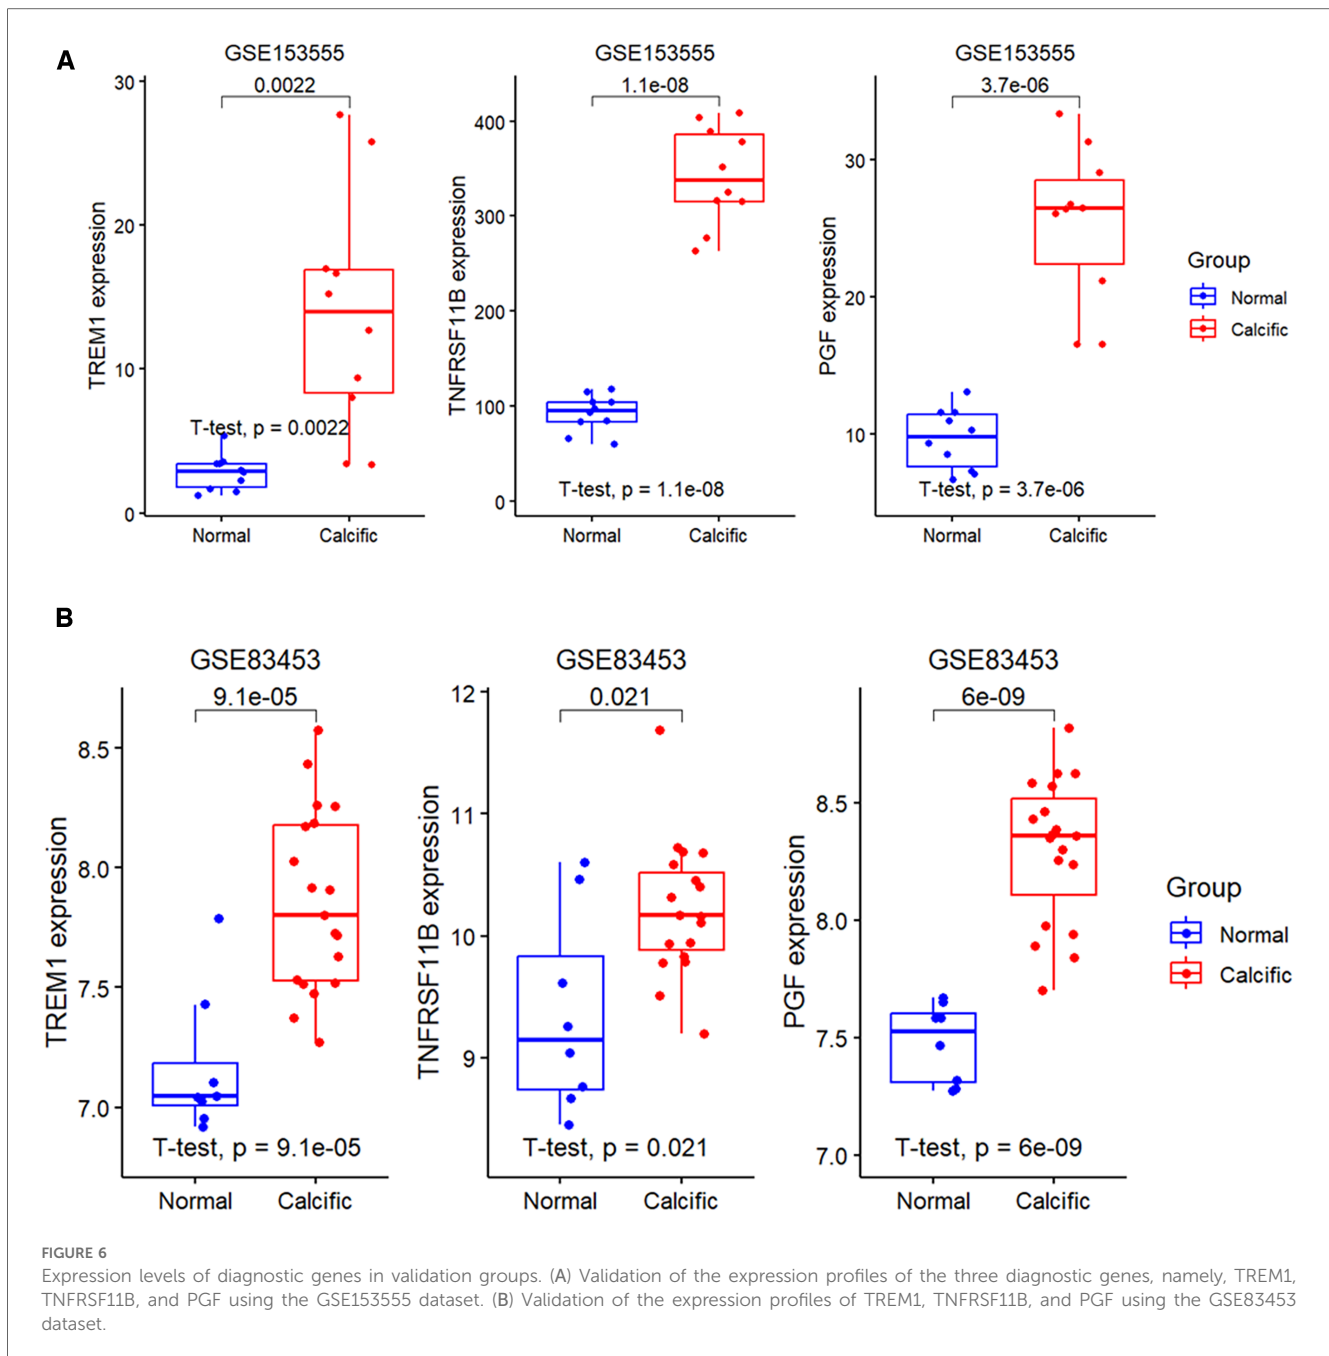 A
GSE153555
GSE153555
GSE153555
0.0022
1.1e-08
3.7e-06
TREM1 expression
30
20
10
0
T-test, p = 0.0022
Normal
Calcific
TNFRSF11B expression
400
300
200
100
0
T-test, p = 1.1e-08
Normal
Calcific
PGF expression
30
20
10
T-test, p = 3.7e-06
Normal
Calcific
Group
Normal
Calcific
B
GSE83453
GSE83453
GSE83453
9.1e-05
0.021
6e-09
TREM1 expression
8.5
8.0
7.5
7.0
T-test, p = 9.1e-05
Normal
Calcific
TNFRSF11B expression
12
11
10
9
T-test, p = 0.021
Normal
Calcific
PGF expression
8.5
8.0
7.5
7.0
T-test, p = 6e-09
Normal
Calcific
Group
Normal
Calcific
FIGURE 6
Expression levels of diagnostic genes in validation groups. (A) Validation of the expression profiles of the three diagnostic genes, namely, TREM1,
TNFRSF11B, and PGF using the GSE153555 dataset. (B) Validation of the expression profiles of TREM1, TNFRSF11B, and PGF using the GSE83453
dataset.